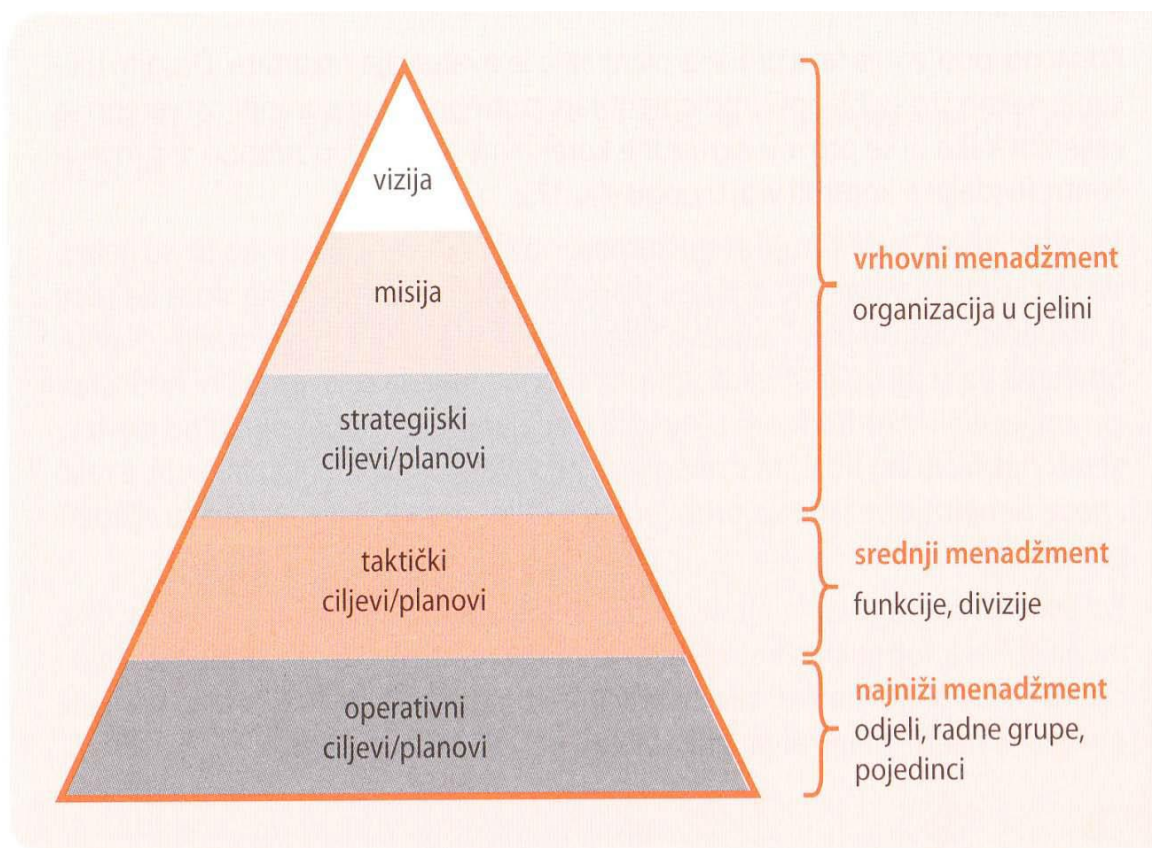 vizija
misija
strategijski
ciljevi/planovi
taktički
ciljevi/planovi
operativni
ciljevi/planovi
vrhovni menadžment
organizacija u cjelini
srednji menadžment
funkcije, divizije
najniži menadžment
odjeli, radne grupe,
pojedinci